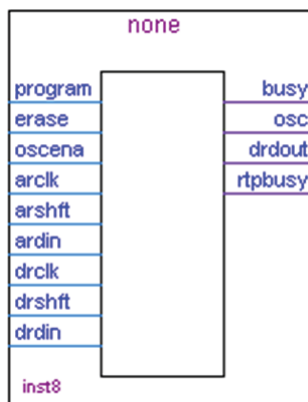 none
program busy
erase osc
oscena drdout
arclk rtpbusy
arshft
ardin
drclk
drshft
drdin
inst8